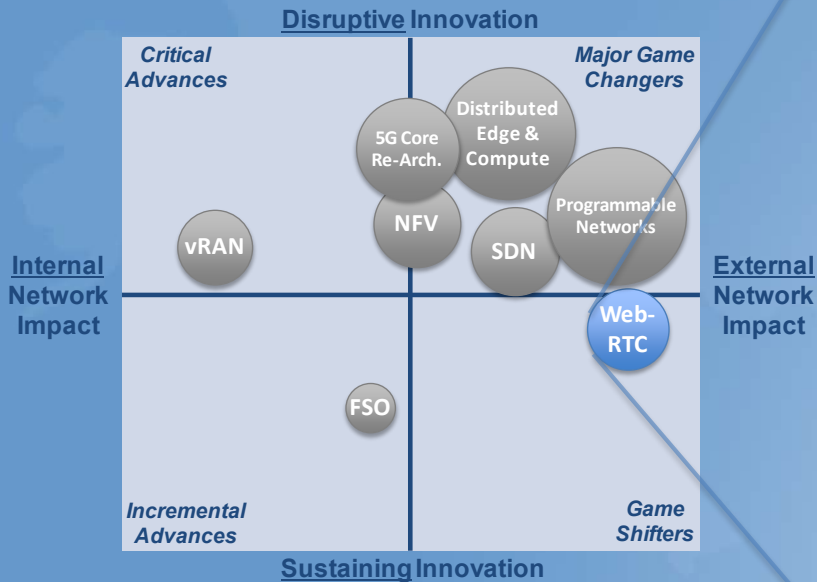 Disruptive Innovation
Critical
Advances
Major Game
Changers
Distributed
Edge &
Compute
5G Core
Re-Arch.
Programmable
Networks
NFV
vRAN
SDN
Internal
Network
Impact
External
Network
Impact
Web-
RTC
FSO
Incremental
Advances
Game
Shifters
Sustaining Innovation